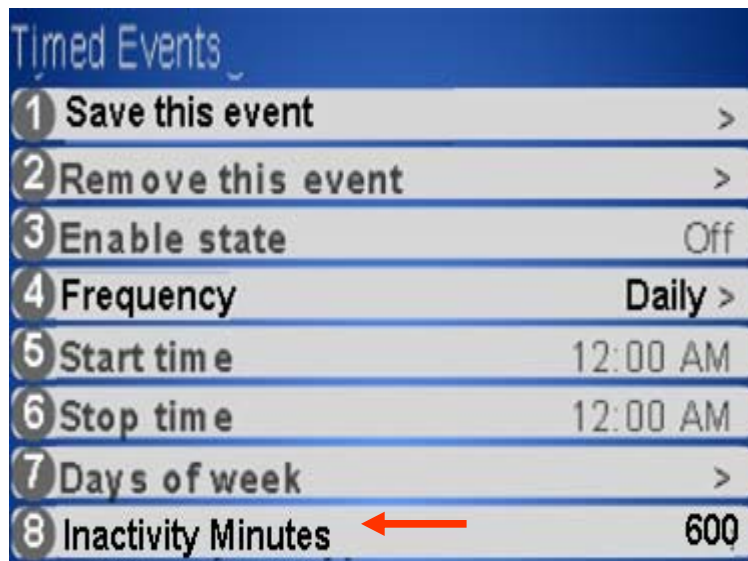 Timed Events
1 Save this event >
2 Remove this event >
3 Enable state Off
4 Frequency Daily >
5 Start time 12:00 AM
6 Stop time 12:00 AM
7 Days of week >
8 Inactivity Minutes 600